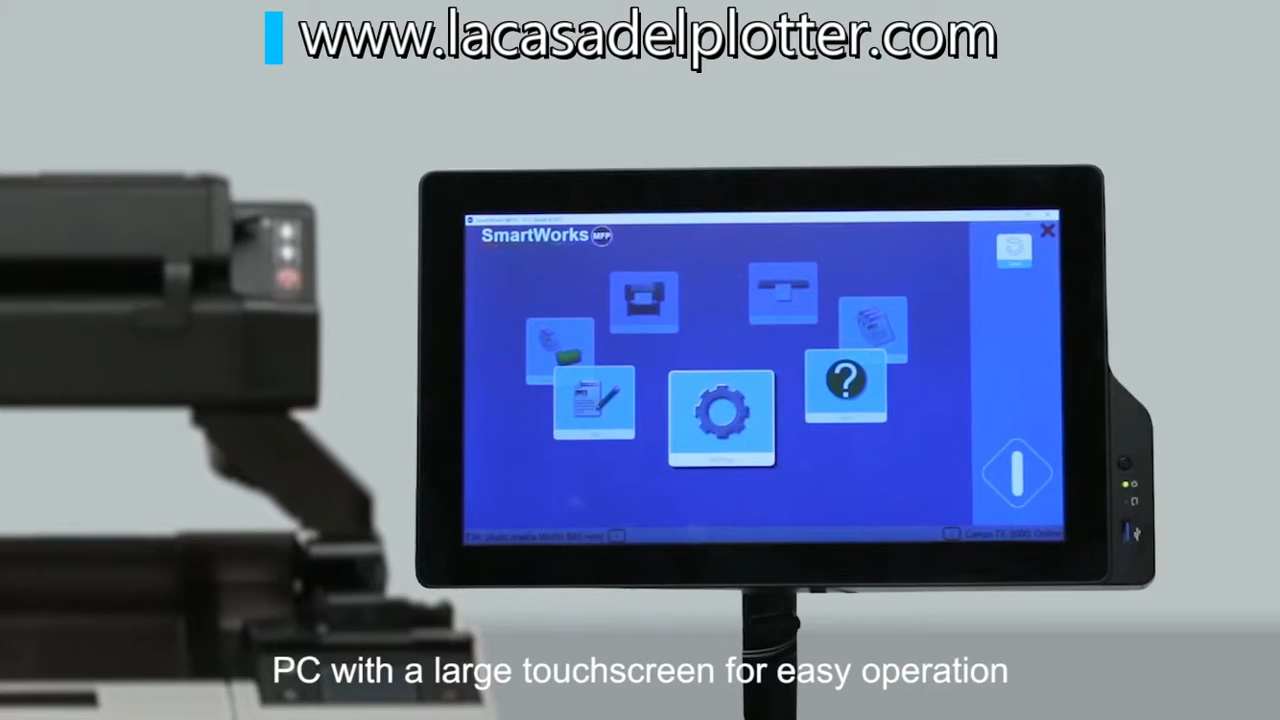 www.lacasadelplotter.com
SmartWorks MFP
?
PC with a large touchscreen for easy operation